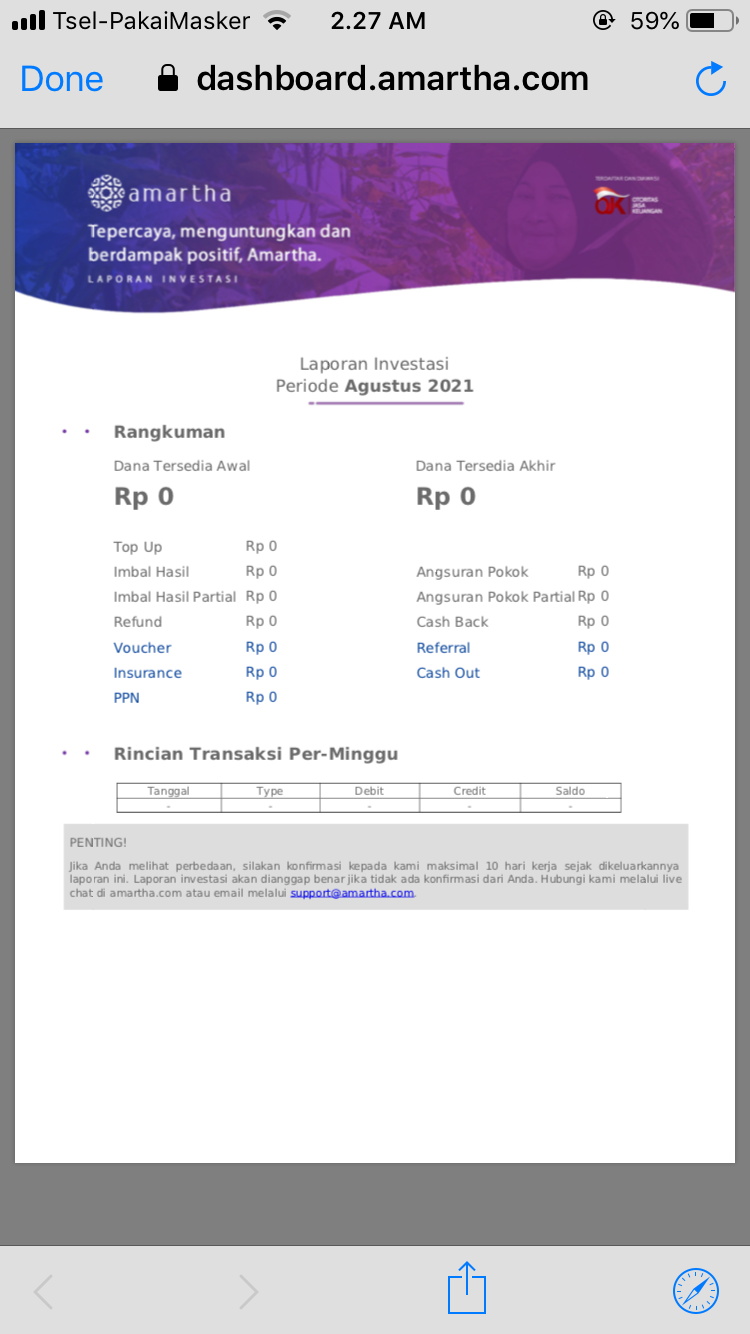 Tsel-PakaiMasker 2.27 AM 59%
Done dashboard.amartha.com
amartha
TERDAFTAR DAN DIAWASI
OTORITAS
JASA
KEUANGAN
Tepercaya, menguntungkan dan
berdampak positif, Amartha.
LAPORAN INVESTASI
Laporan Investasi
Periode Agustus 2021
Rangkuman
Dana Tersedia Awal Dana Tersedia Akhir
Rp 0 Rp 0
Top Up Rp 0
Imbal Hasil Rp 0 Angsuran Pokok Rp 0
Imbal Hasil Partial Rp 0 Angsuran Pokok Partial Rp 0
Refund Rp 0 Cash Back Rp 0
Voucher Rp 0 Referral Rp 0
Insurance Rp 0 Cash Out Rp 0
PPN Rp 0
Rincian Transaksi Per-Minggu
Tanggal Type Debit Credit Saldo
- - - - -
PENTING!
Jika Anda melihat perbedaan, silakan konfirmasi kepada kami maksimal 10 hari kerja sejak dikeluarkannya
laporan ini. Laporan investasi akan dianggap benar jika tidak ada konfirmasi dari Anda. Hubungi kami melalui live
chat di amartha.com atau email melalui support@amartha.com.